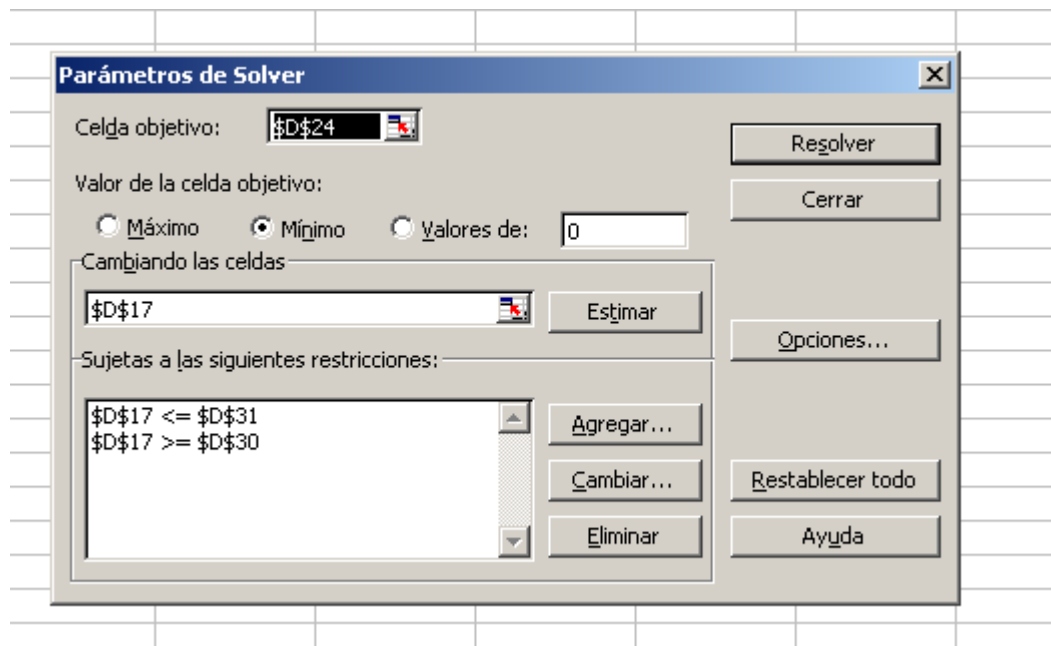 Parámetros de Solver
Celda objetivo: $D$24
Resolver
Valor de la celda objetivo:
Cerrar
Máximo Mínimo Valores de: 0
Cambiando las celdas
$D$17 Estimar
Opciones...
Sujetas a las siguientes restricciones:
$D$17 <= $D$31
$D$17 >= $D$30
Agregar...
Cambiar... Restablecer todo
Eliminar Ayuda